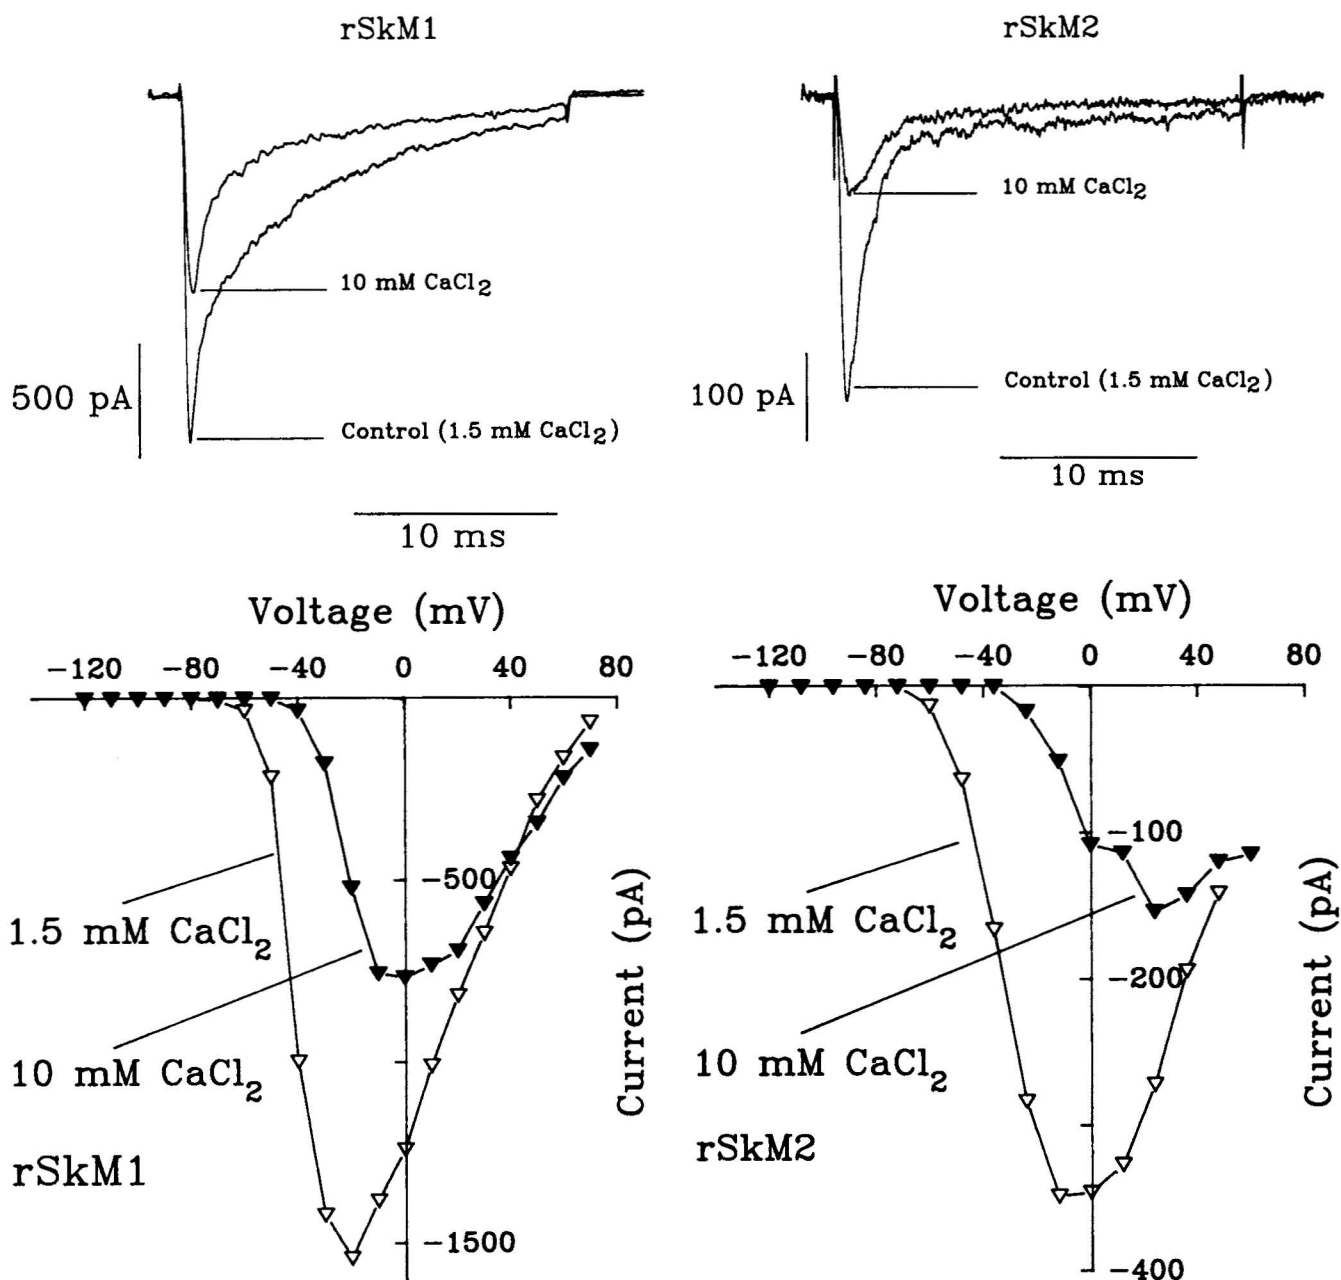 rSkM1
10 mM CaCl2
500 pA
Control (1.5 mM CaCl2)
10 ms
rSkM2
10 mM CaCl2
100 pA
Control (1.5 mM CaCl2)
10 ms
Voltage (mV)
-120 -80 -40 0 40 80
-500
1.5 mM CaCl2
10 mM CaCl2
Current (pA)
rSkM1
-1500
Voltage (mV)
-120 -80 -40 0 40 80
-100
1.5 mM CaCl2
-200
10 mM CaCl2
Current (pA)
rSkM2
-400